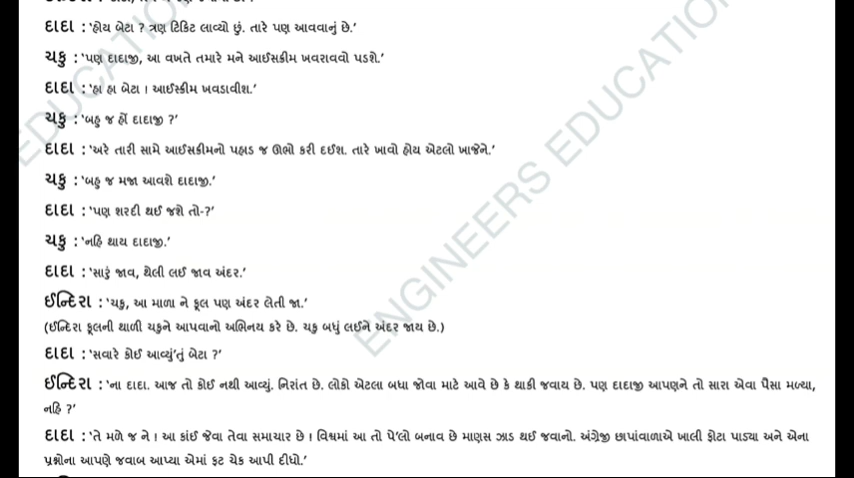 દાદા : 'હોય બેટા ? ત્રણ ટિકિટ લાવ્યો છું. તારે પણ આવવાનું છે.'
ચકુ : 'પણ દાદાજી, આ વખતે તમારે મને આઈસક્રીમ ખવરાવવો પડશે.'
દાદા : 'હા હા બેટા ! આઈસ્ક્રીમ ખવડાવીશ.'
ચકુ : 'બહુ જ હોં દાદાજી ?'
દાદા : 'અરે તારી સામે આઈસક્રીમનો પહાડ જ ઊભો કરી દઈશ. તારે ખાવો હોય એટલો ખાજેને.'
ચકુ : 'બહુ જ મજા આવશે દાદાજી.'
દાદા : 'પણ શરદી થઈ જશે તો-?'
ચકુ : 'નહિ થાય દાદાજી.'
દાદા : 'સારું જાવ, થેલી લઈ જાવ અંદર.'
ઈન્દિરા : 'ચકુ, આ માળા ને ફૂલ પણ અંદર લેતી જા.'
(ઈન્દિરા ફૂલની થાળી ચકુને આપવાનો અભિનય કરે છે. ચકુ બધું લઈને અંદર જાય છે.)
દાદા : 'સવારે કોઈ આવ્યું'તું બેટા ?'
ઈન્દિરા : 'ના દાદા. આજ તો કોઈ નથી આવ્યું. નિરાંત છે. લોકો એટલા બધા જોવા માટે આવે છે કે થાકી જવાય છે. પણ દાદાજી આપણને તો સારા એવા પૈસા મળ્યા,
નહિ ?'
દાદા : 'તે મળે જ ને ! આ કાંઈ જેવા તેવા સમાચાર છે ! વિશ્વમાં આ તો પે'લો બનાવ છે માણસ ઝાડ થઈ જવાનો. અંગ્રેજી છાપાંવાળાએ ખાલી ફોટા પાડ્યા અને એના
પ્રશ્નોના આપણે જવાબ આપ્યા એમાં ફટ ચેક આપી દીધો.'
ENGINEERS EDUCATION